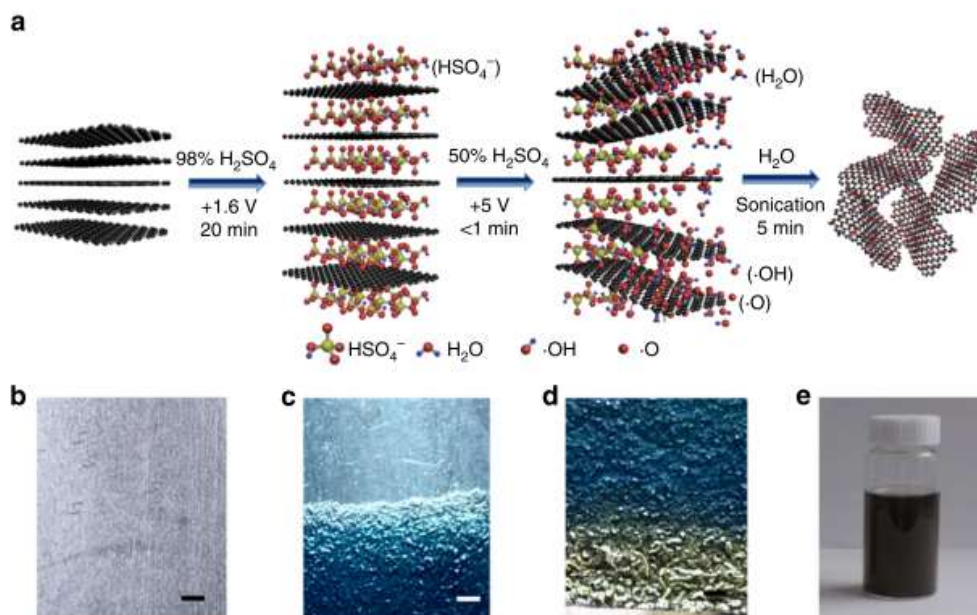 a
(HSO₄⁻)
(H₂O)
98% H₂SO₄
+1.6 V
20 min
50% H₂SO₄
+5 V
<1 min
H₂O
Sonication
5 min
(·OH)
(·O)
HSO₄⁻ H₂O ·OH ·O
b c d e